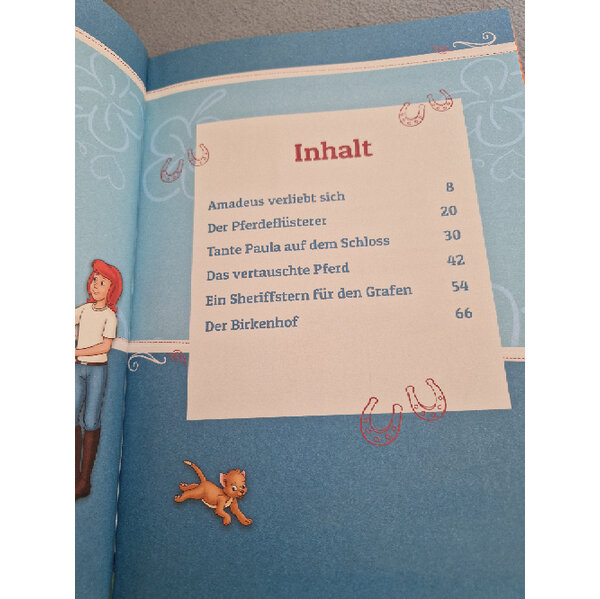 Inhalt
Amadeus verliebt sich 8
Der Pferdeflüsterer 20
Tante Paula auf dem Schloss 30
Das vertauschte Pferd 42
Ein Sheriffstern für den Grafen 54
Der Birkenhof 66